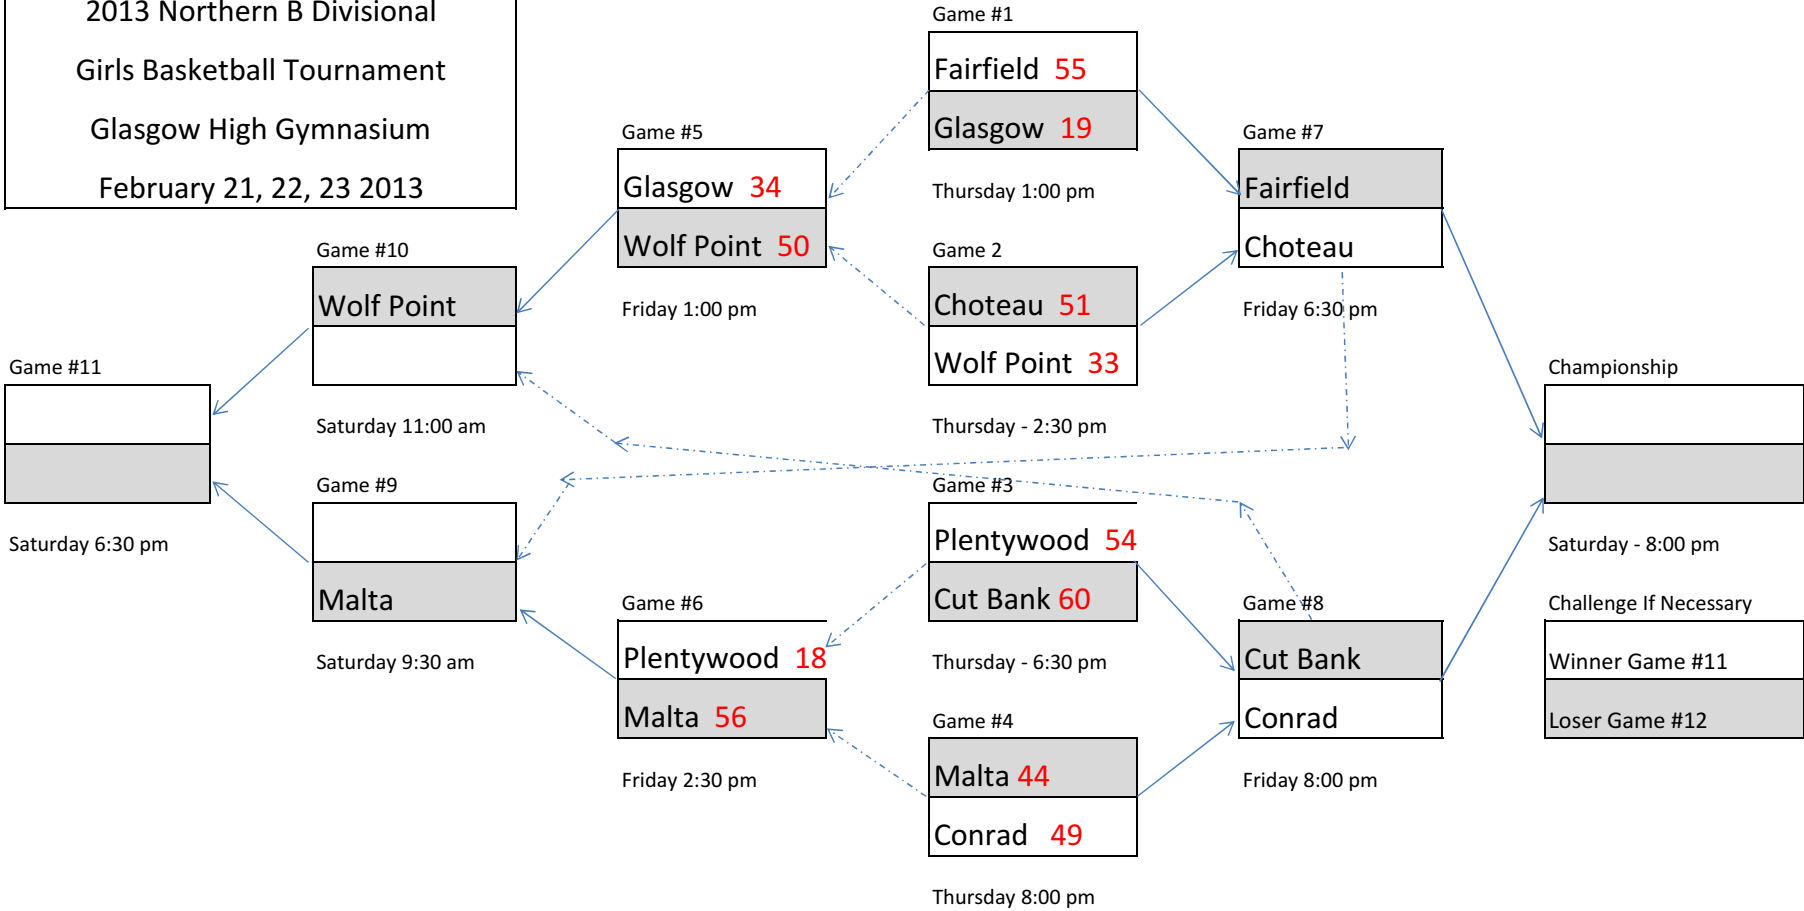 2013 Northern B Divisional
Girls Basketball Tournament
Glasgow High Gymnasium
February 21, 22, 23 2013
Game #1
Fairfield 55
Glasgow 19
Thursday 1:00 pm
Game #5
Glasgow 34
Wolf Point 50
Friday 1:00 pm
Game #7
Fairfield
Choteau
Friday 6:30 pm
Game #10
Wolf Point
Saturday 11:00 am
Game 2
Choteau 51
Wolf Point 33
Thursday - 2:30 pm
Game #11
Saturday 6:30 pm
Championship
Saturday - 8:00 pm
Game #9
Malta
Saturday 9:30 am
Game #3
Plentywood 54
Cut Bank 60
Thursday - 6:30 pm
Game #6
Plentywood 18
Malta 56
Friday 2:30 pm
Game #8
Cut Bank
Conrad
Friday 8:00 pm
Challenge If Necessary
Winner Game #11
Loser Game #12
Game #4
Malta 44
Conrad 49
Thursday 8:00 pm